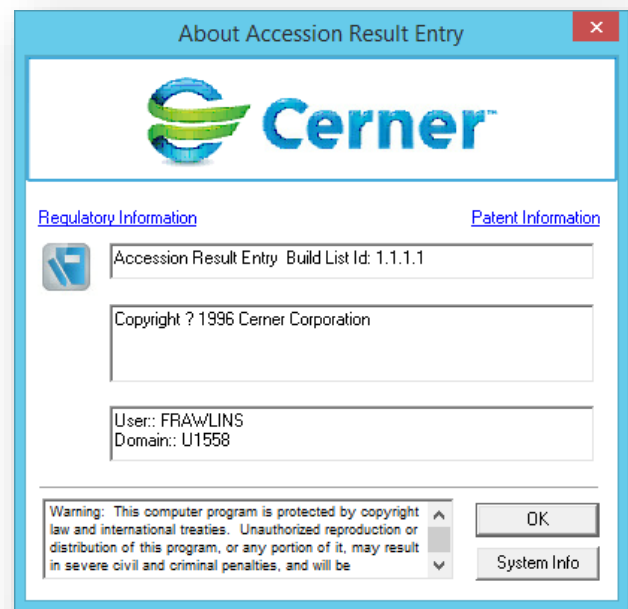 About Accession Result Entry
Cerner™
Regulatory Information
Patent Information
Accession Result Entry Build List Id: 1.1.1.1
Copyright ? 1996 Cerner Corporation
User:: FRAWLINS
Domain:: U1558
Warning: This computer program is protected by copyright
law and international treaties. Unauthorized reproduction or
distribution of this program, or any portion of it, may result
in severe civil and criminal penalties, and will be
OK
System Info